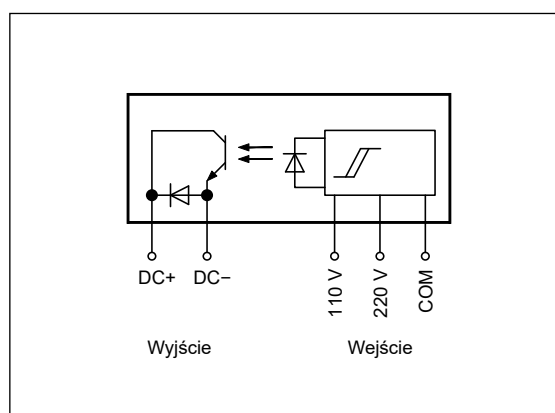 DC+ DC−
110 V
220 V
COM
Wyjście Wejście